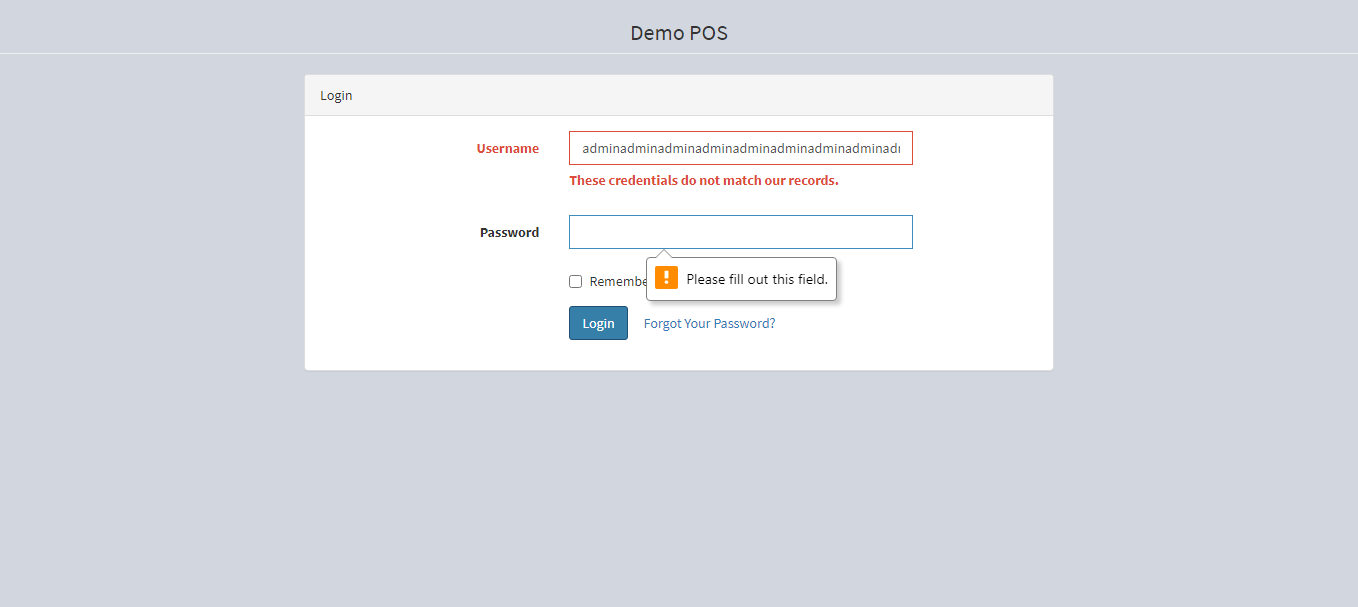 Demo POS
Login
Username
adminadminadminadminadminadminadminadmin
These credentials do not match our records.
Password
Please fill out this field.
Remembe
Login Forgot Your Password?